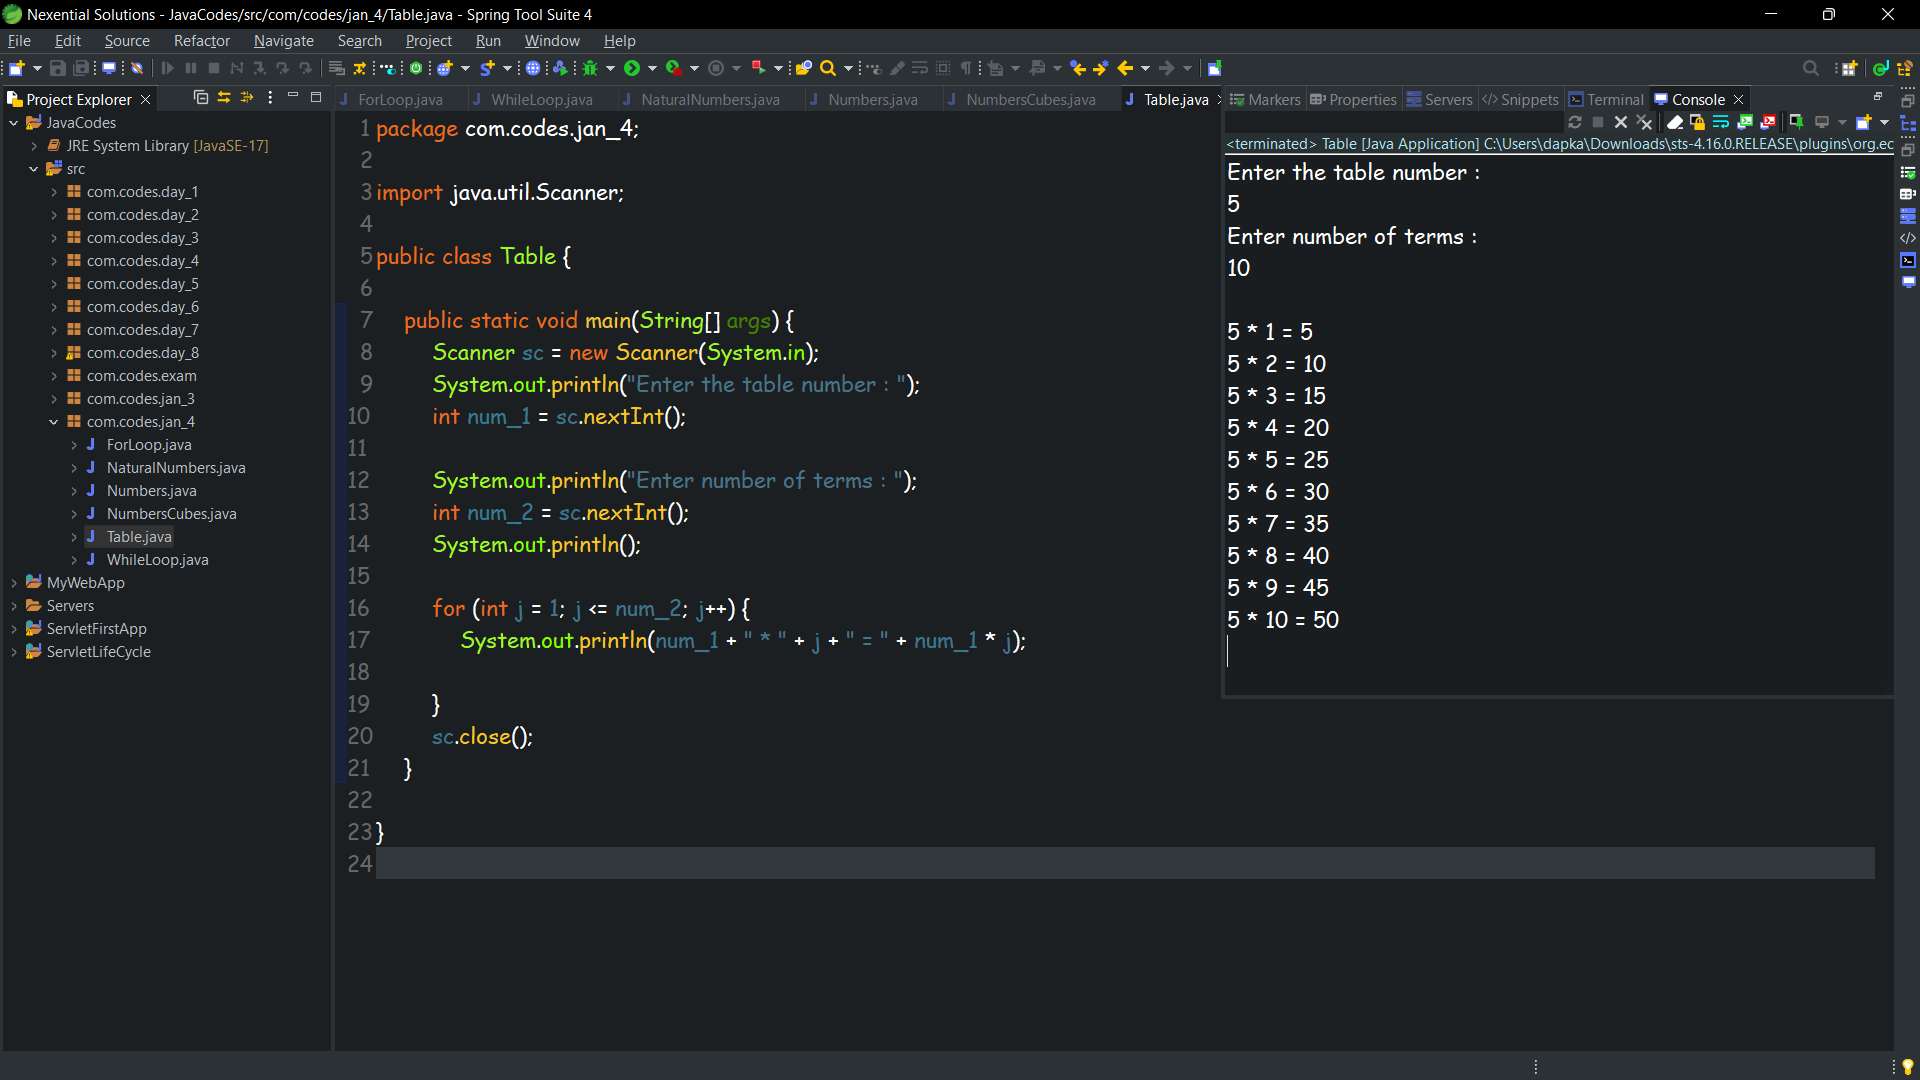 Nexential Solutions - JavaCodes/src/com/codes/jan_4/Table.java - Spring Tool Suite 4
File Edit Source Refactor Navigate Search Project Run Window Help
Project Explorer
JavaCodes
JRE System Library [JavaSE-17]
src
com.codes.day_1
com.codes.day_2
com.codes.day_3
com.codes.day_4
com.codes.day_5
com.codes.day_6
com.codes.day_7
com.codes.day_8
com.codes.exam
com.codes.jan_3
com.codes.jan_4
ForLoop.java
NaturalNumbers.java
Numbers.java
NumbersCubes.java
Table.java
WhileLoop.java
MyWebApp
Servers
ServletFirstApp
ServletLifeCycle
ForLoop.java WhileLoop.java NaturalNumbers.java Numbers.java NumbersCubes.java Table.java
1 package com.codes.jan_4;
2
3 import java.util.Scanner;
4
5 public class Table {
6
7 public static void main(String[] args) {
8 Scanner sc = new Scanner(System.in);
9 System.out.println("Enter the table number : ");
10 int num_1 = sc.nextInt();
11
12 System.out.println("Enter number of terms : ");
13 int num_2 = sc.nextInt();
14 System.out.println();
15
16 for (int j = 1; j <= num_2; j++) {
17 System.out.println(num_1 + " * " + j + " = " + num_1 * j);
18
19 }
20 sc.close();
21 }
22
23 }
24
Markers Properties Servers Snippets Terminal Console
<terminated> Table [Java Application] C:\Users\dapka\Downloads\sts-4.16.0.RELEASE\plugins\org.ec
Enter the table number :
5
Enter number of terms :
10
5 * 1 = 5
5 * 2 = 10
5 * 3 = 15
5 * 4 = 20
5 * 5 = 25
5 * 6 = 30
5 * 7 = 35
5 * 8 = 40
5 * 9 = 45
5 * 10 = 50